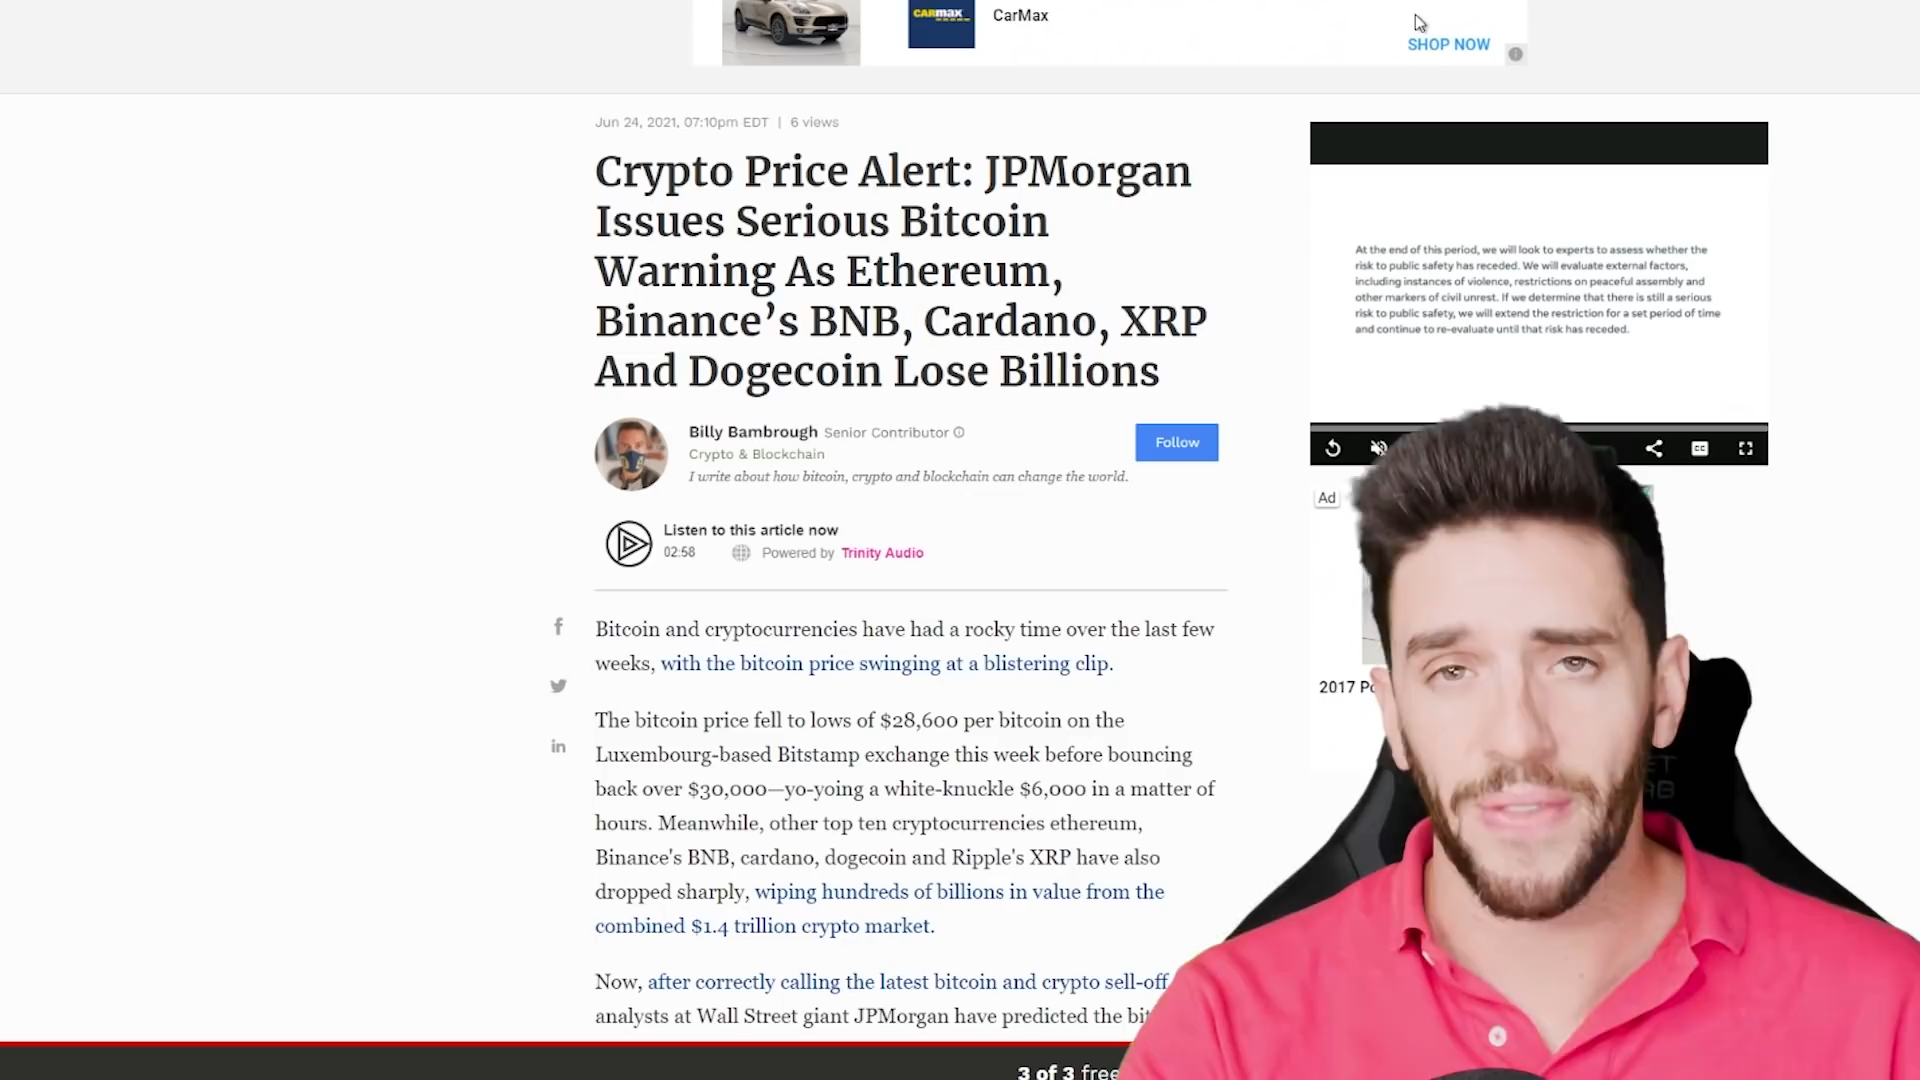 CARMAX
CarMax
SHOP NOW
Jun 24, 2021, 07:10pm EDT | 6 views
Crypto Price Alert: JPMorgan
Issues Serious Bitcoin
Warning As Ethereum,
Binance’s BNB, Cardano, XRP
And Dogecoin Lose Billions
Billy Bambrough Senior Contributor
Crypto & Blockchain
I write about how bitcoin, crypto and blockchain can change the world.
Follow
Listen to this article now
02:58 Powered by Trinity Audio
Bitcoin and cryptocurrencies have had a rocky time over the last few
weeks, with the bitcoin price swinging at a blistering clip.
The bitcoin price fell to lows of $28,600 per bitcoin on the
Luxembourg-based Bitstamp exchange this week before bouncing
back over $30,000—yo-yoing a white-knuckle $6,000 in a matter of
hours. Meanwhile, other top ten cryptocurrencies ethereum,
Binance's BNB, cardano, dogecoin and Ripple's XRP have also
dropped sharply, wiping hundreds of billions in value from the
combined $1.4 trillion crypto market.
Now, after correctly calling the latest bitcoin and crypto sell-off
analysts at Wall Street giant JPMorgan have predicted the
3 of 3 free
At the end of this period, we will look to experts to assess whether the
risk to public safety has receded. We will evaluate external factors,
including instances of violence, restrictions on peaceful assembly and
other markers of civil unrest. If we determine that there is still a serious
risk to public safety, we will extend the restriction for a set period of time
and continue to re-evaluate until that risk has receded.
CC
Ad
2017